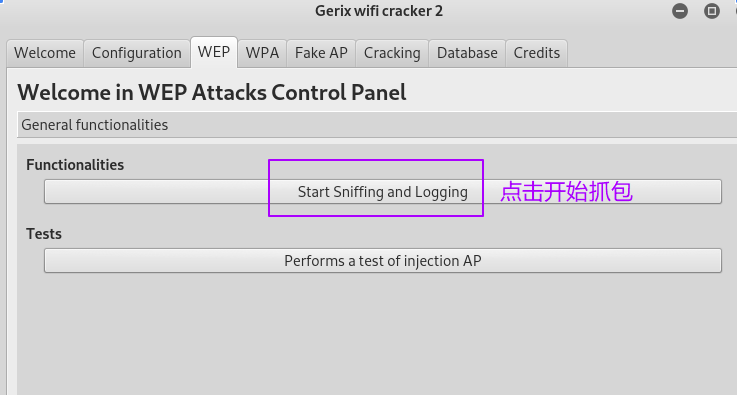 Gerix wifi cracker 2
Welcome Configuration WEP WPA Fake AP Cracking Database Credits
Welcome in WEP Attacks Control Panel
General functionalities
Functionalities
Start Sniffing and Logging 点击开始抓包
Tests
Performs a test of injection AP